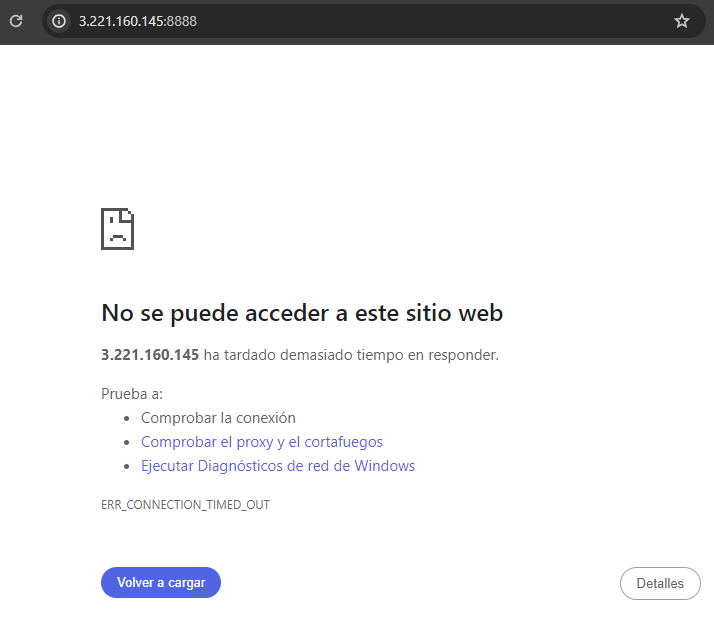 3.221.160.145:8888
No se puede acceder a este sitio web
3.221.160.145 ha tardado demasiado tiempo en responder.
Prueba a:
• Comprobar la conexión
• Comprobar el proxy y el cortafuegos
• Ejecutar Diagnósticos de red de Windows
ERR_CONNECTION_TIMED_OUT
Volver a cargar
Detalles